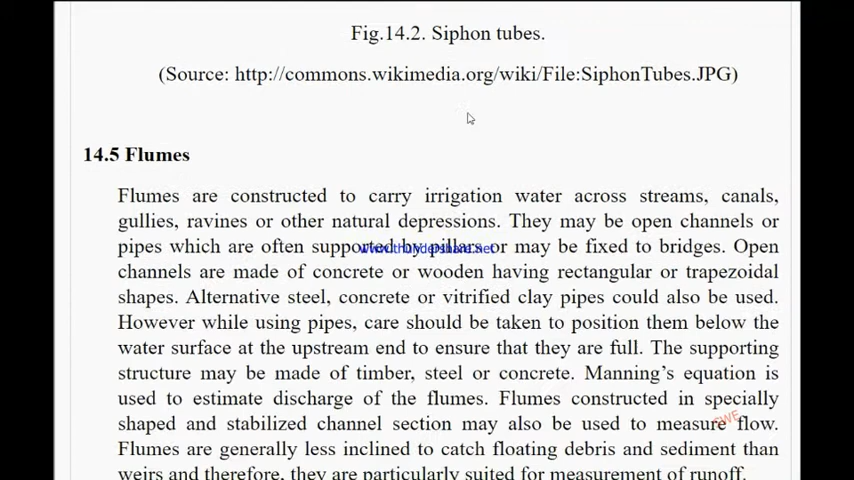 Fig.14.2. Siphon tubes.
(Source: http://commons.wikimedia.org/wiki/File:SiphonTubes.JPG)
14.5 Flumes
Flumes are constructed to carry irrigation water across streams, canals,
gullies, ravines or other natural depressions. They may be open channels or
pipes which are often supported by pillars or may be fixed to bridges. Open
www.thundershare.net
channels are made of concrete or wooden having rectangular or trapezoidal
shapes. Alternative steel, concrete or vitrified clay pipes could also be used.
However while using pipes, care should be taken to position them below the
water surface at the upstream end to ensure that they are full. The supporting
structure may be made of timber, steel or concrete. Manning’s equation is
used to estimate discharge of the flumes. Flumes constructed in specially
shaped and stabilized channel section may also be used to measure flow.
SWE
Flumes are generally less inclined to catch floating debris and sediment than
weirs and therefore, they are particularly suited for measurement of runoff.